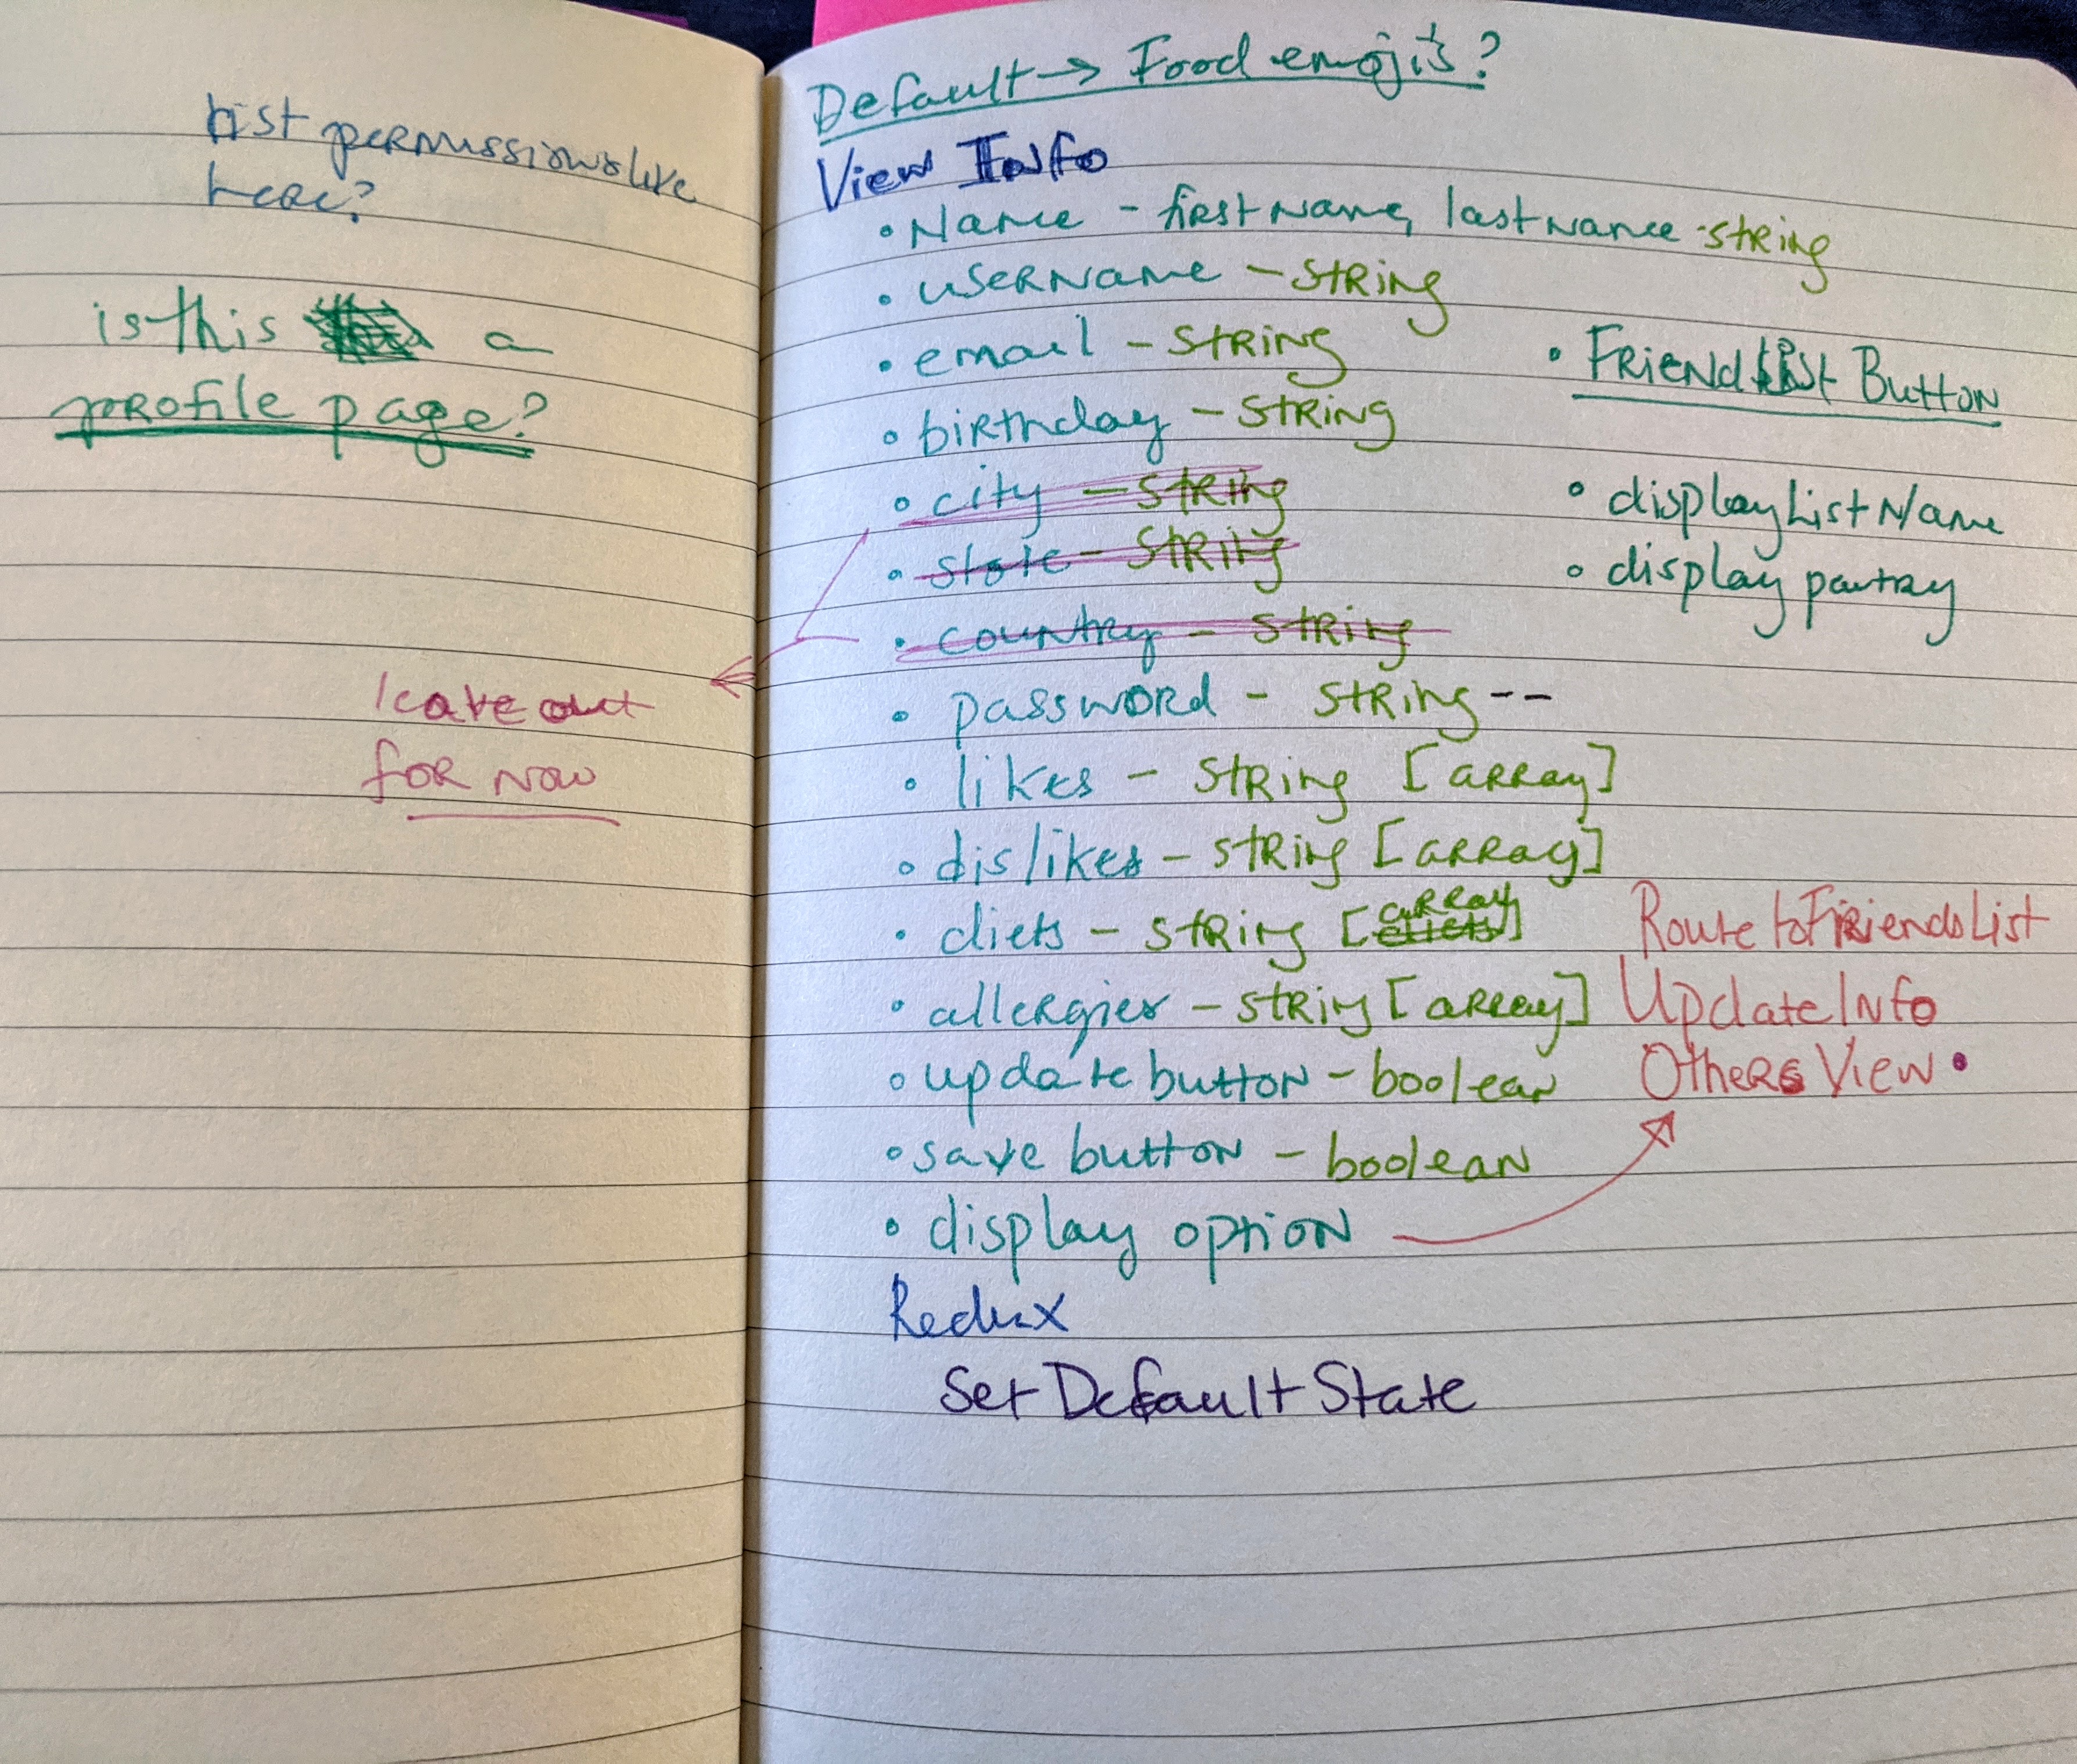 List permissions like
here?
is this a
profile page?
leave out
for now
Default → Food emojis?
View Info
• Name - first name, last name - string
• username - string
• email - string
• birthday - string
• city - string
• state - string
• country - string
• password - string --
• likes - string [array]
• dislikes - string [array]
• diets - string [array]
• allergies - string [array]
• update button - boolean
• save button - boolean
• display option
Redux
Set Default State
• Friend List Button
• display List Name
• display pantry
Route to Friends List
Update Info
Others View •